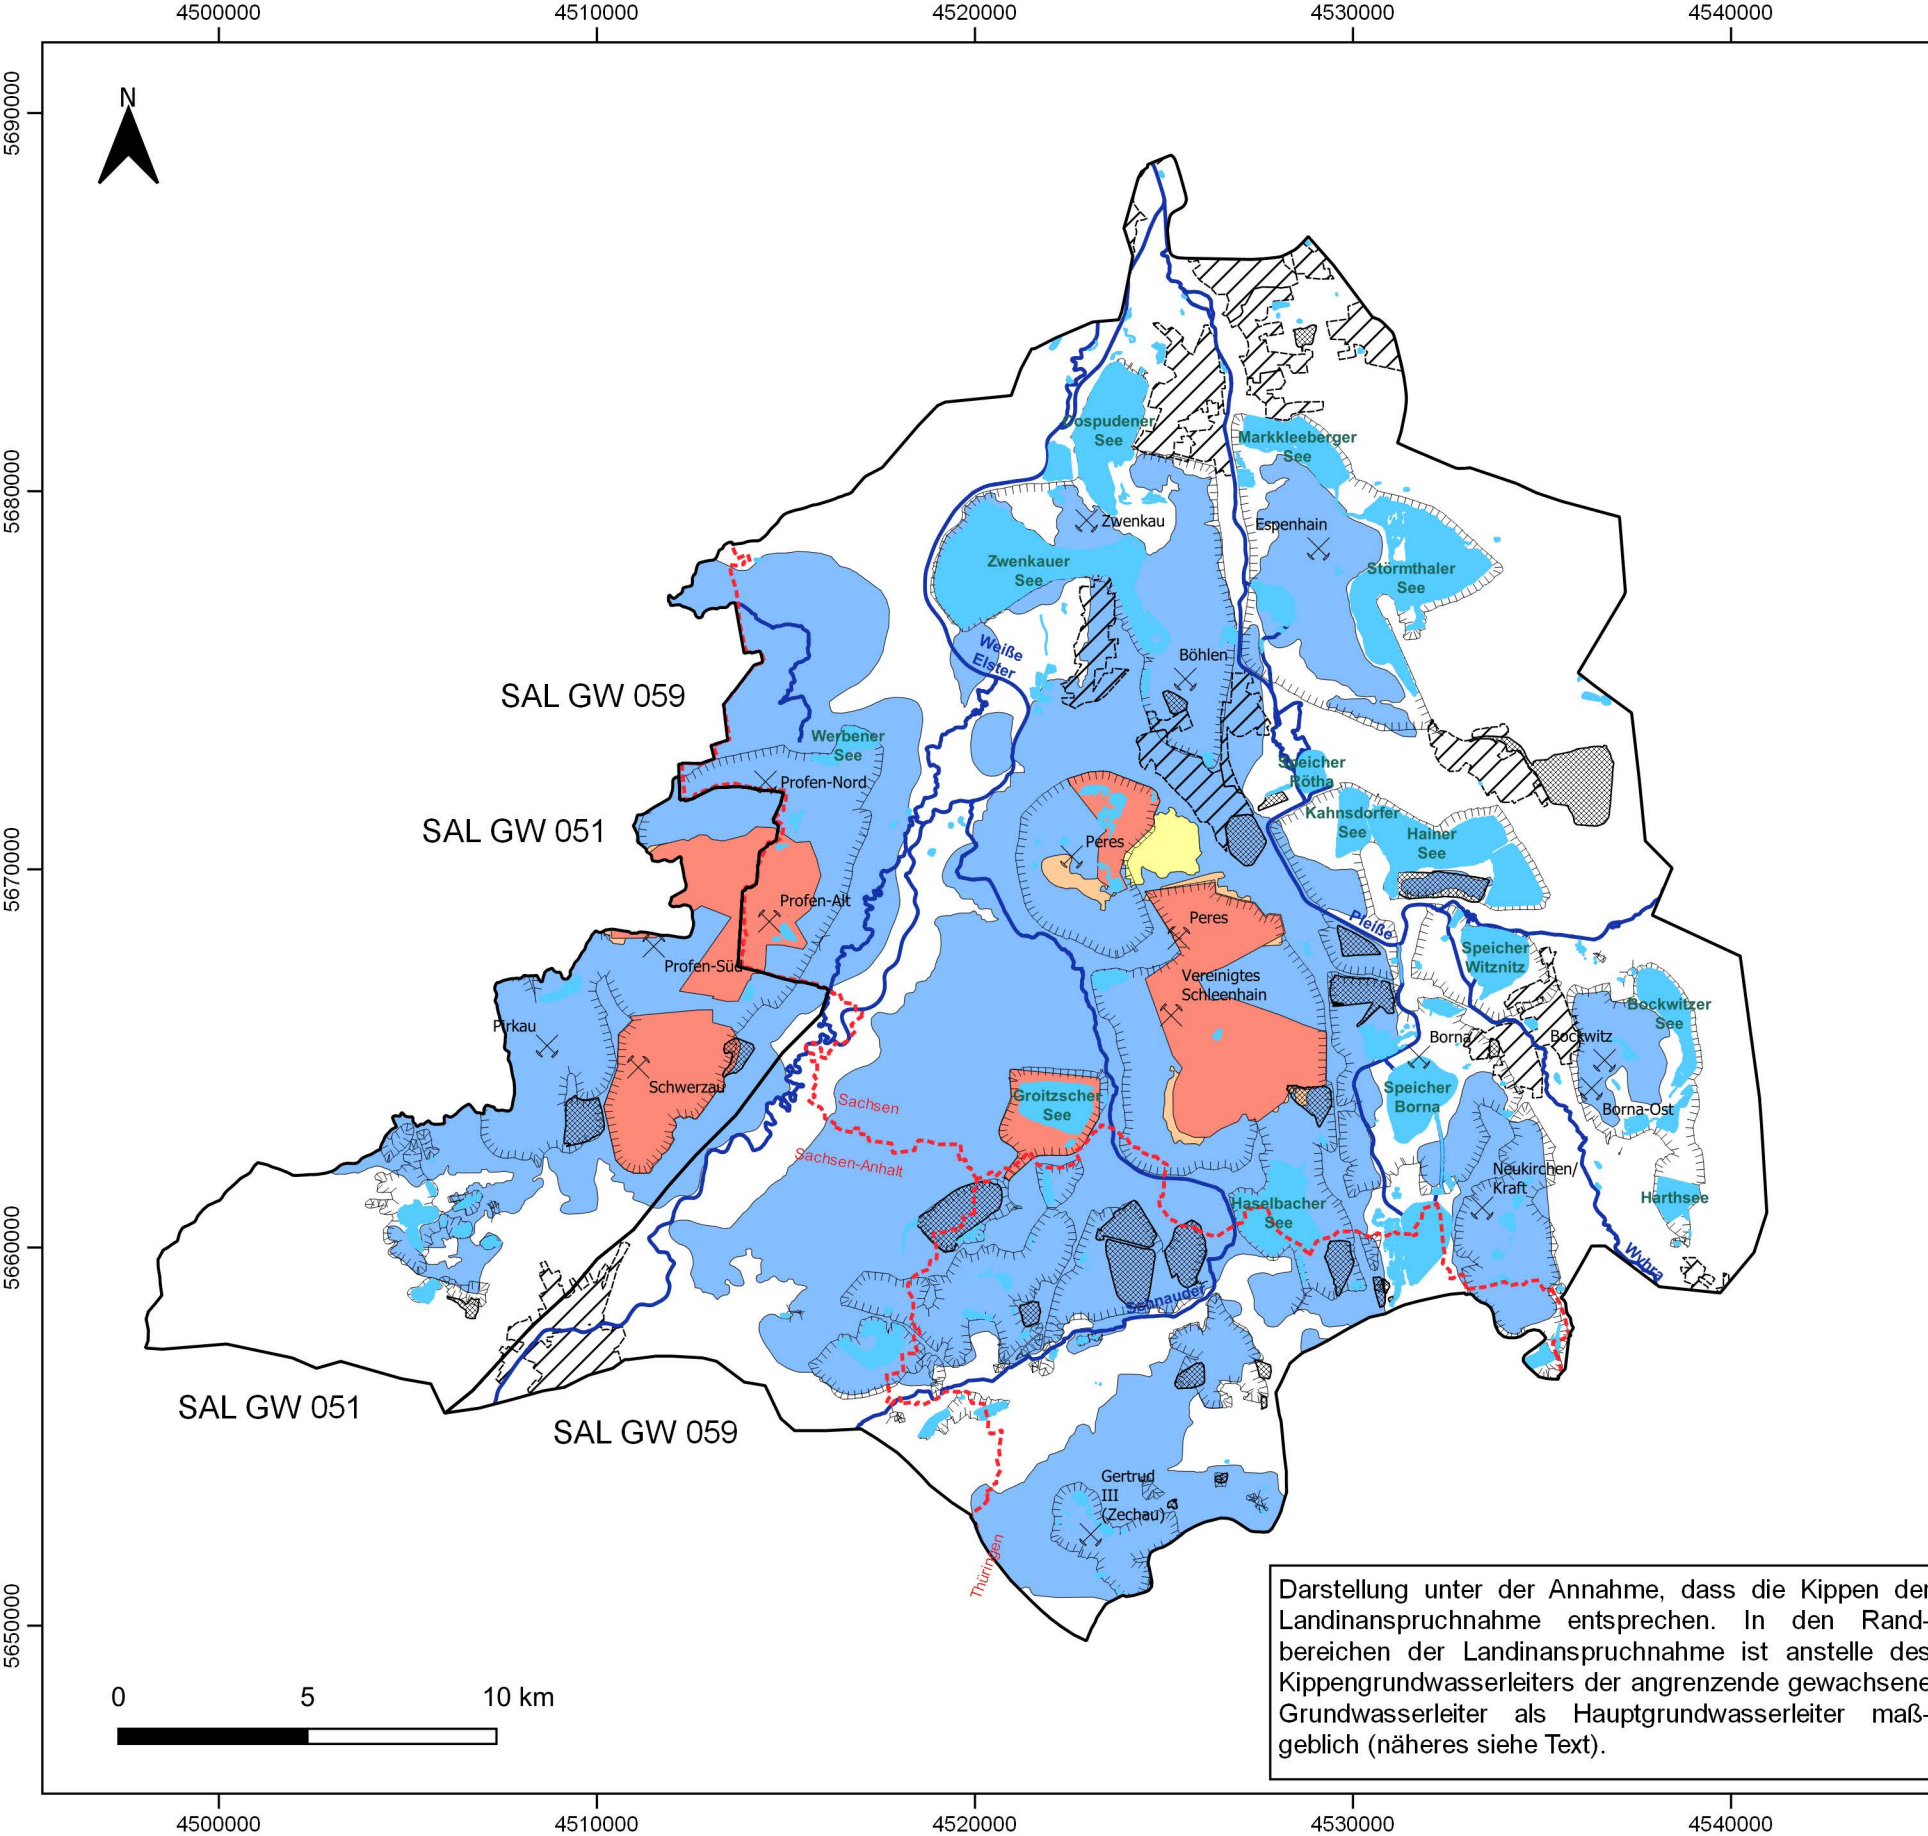 4500000 4510000 4520000 4530000 4540000
5690000
N
5680000
5670000
5660000
5650000
Cospudener
See
Markkleeberger
See
Zwenkau
Espenhain
Zwenkauer
See
Störmthaler
See
Weiße
Elster
Böhlen
SAL GW 059
Werbener
See
Profen-Nord
Speicher
Rötha
SAL GW 051
Kahnsdorfer
See
Hainer
See
Peres
Profen-Alt
Peres
Pleiße
Profen-Süd
Speicher
Witznitz
Vereinigtes
Schleenhain
Bockwitzer
See
Pirkau
Borna
Bockwitz
Schwerzau
Groitzscher
See
Speicher
Borna
Sachsen
Borna-Ost
Sachsen-Anhalt
Neukirchen/
Kraft
Harthsee
Haselbacher
See
Wyhra
Schnauder
SAL GW 051
SAL GW 059
Gertrud
III
(Zechau)
Thüringen
Darstellung unter der Annahme, dass die Kippen der
Landinanspruchnahme entsprechen. In den Rand-
bereichen der Landinanspruchnahme ist anstelle des
Kippengrundwasserleiters der angrenzende gewachsene
Grundwasserleiter als Hauptgrundwasserleiter maß-
geblich (näheres siehe Text).
0 5 10 km
4500000 4510000 4520000 4530000 4540000